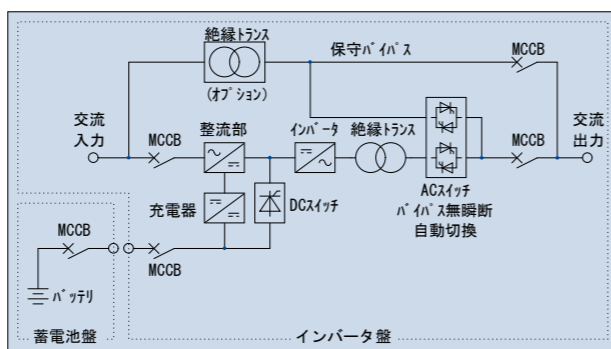 絶縁トランス
(オプション)
保守バイパス
MCCB
交流
入力
MCCB
整流部
インバータ
絶縁トランス
MCCB
交流
出力
ACスイッチ
バイパス無瞬断
自動切換
充電器
DCスイッチ
MCCB
MCCB
バッテリ
蓄電池盤
インバータ盤